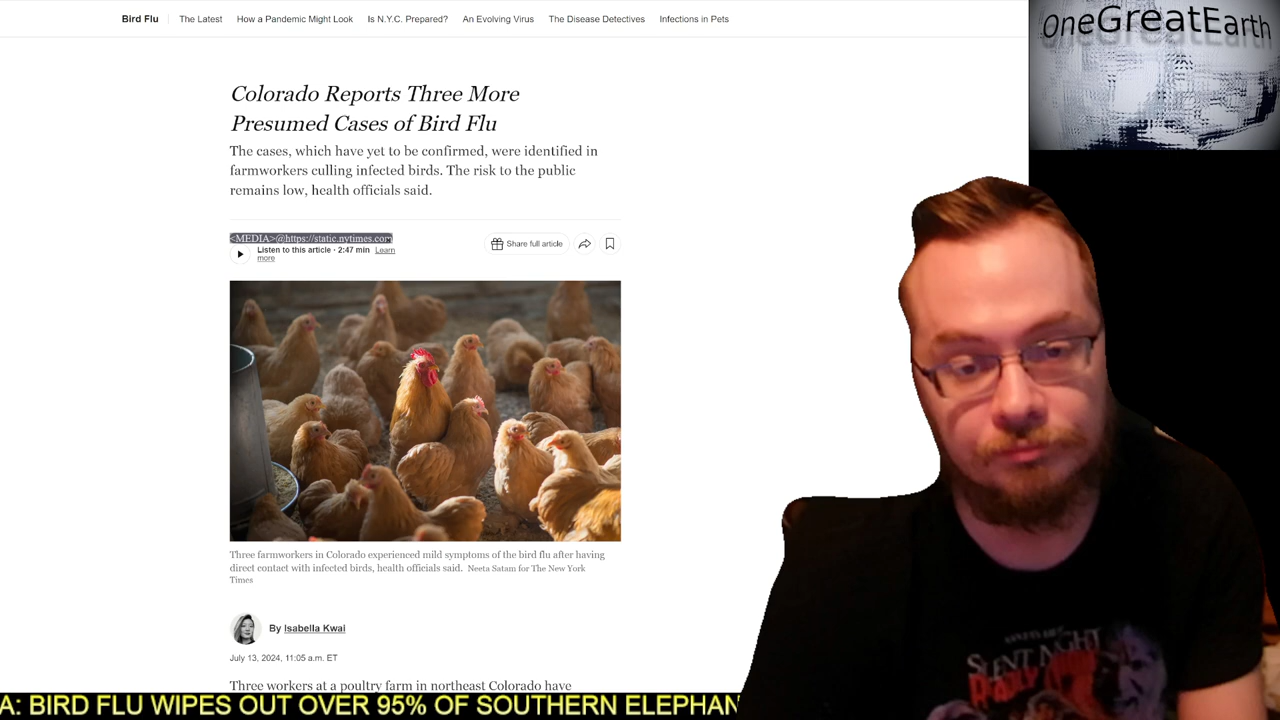 Bird Flu The Latest How a Pandemic Might Look Is N.Y.C. Prepared? An Evolving Virus The Disease Detectives Infections in Pets
OneGreatEarth
Colorado Reports Three More
Presumed Cases of Bird Flu
The cases, which have yet to be confirmed, were identified in
farmworkers culling infected birds. The risk to the public
remains low, health officials said.
<MEDIA>@https://static.nytimes.com
Listen to this article · 2:47 min Learn
more
Share full article
Three farmworkers in Colorado experienced mild symptoms of the bird flu after having
direct contact with infected birds, health officials said. Neeta Satam for The New York
Times
By Isabella Kwai
July 13, 2024, 11:05 a.m. ET
Three workers at a poultry farm in northeast Colorado have
SILENT NIGHT
A: BIRD FLU WIPES OUT OVER 95% OF SOUTHERN ELEPHAN